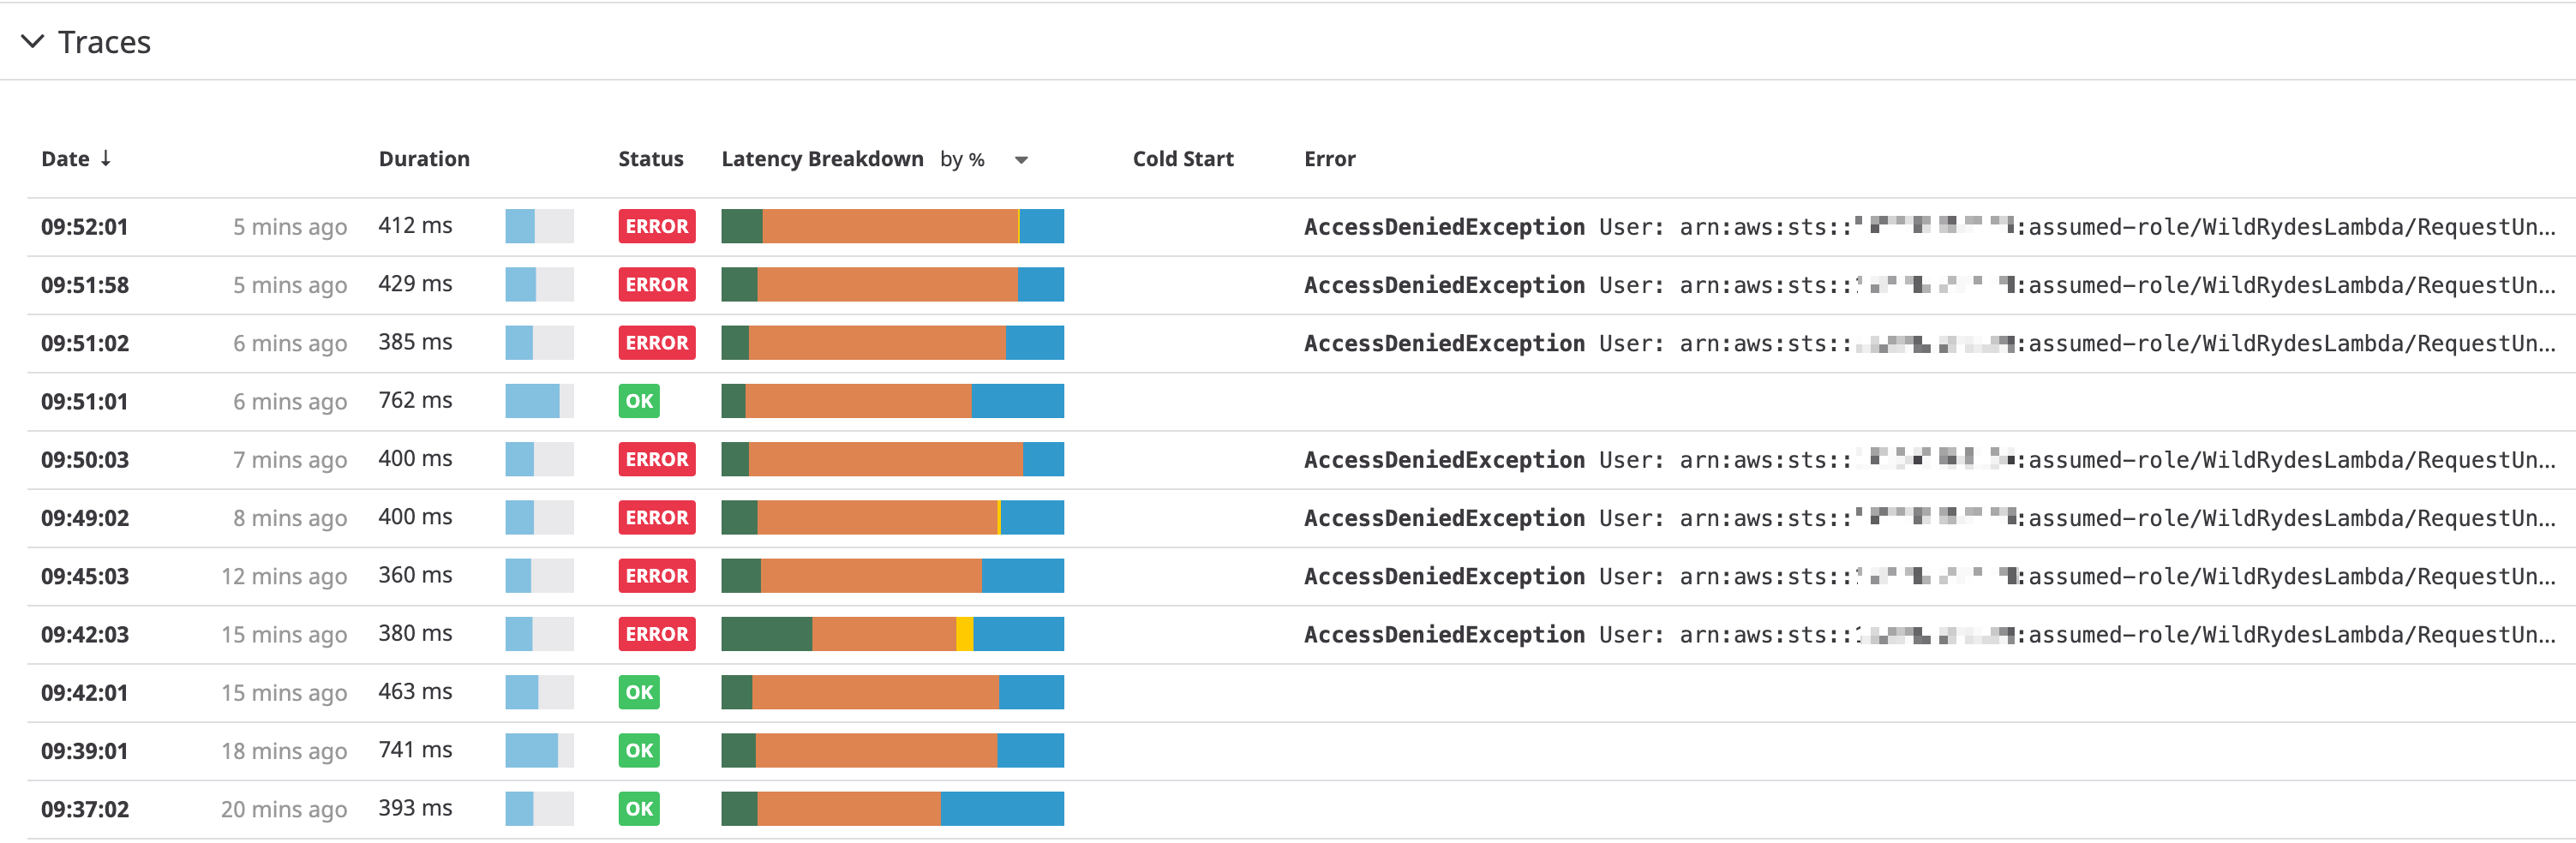 Traces
Date ↓ Duration Status Latency Breakdown by % Cold Start Error
09:52:01 5 mins ago 412 ms ERROR AccessDeniedException User: arn:aws:sts:: :assumed-role/WildRydesLambda/RequestUn...
09:51:58 5 mins ago 429 ms ERROR AccessDeniedException User: arn:aws:sts:: :assumed-role/WildRydesLambda/RequestUn...
09:51:02 6 mins ago 385 ms ERROR AccessDeniedException User: arn:aws:sts:: :assumed-role/WildRydesLambda/RequestUn...
09:51:01 6 mins ago 762 ms OK
09:50:03 7 mins ago 400 ms ERROR AccessDeniedException User: arn:aws:sts:: :assumed-role/WildRydesLambda/RequestUn...
09:49:02 8 mins ago 400 ms ERROR AccessDeniedException User: arn:aws:sts:: :assumed-role/WildRydesLambda/RequestUn...
09:45:03 12 mins ago 360 ms ERROR AccessDeniedException User: arn:aws:sts:: :assumed-role/WildRydesLambda/RequestUn...
09:42:03 15 mins ago 380 ms ERROR AccessDeniedException User: arn:aws:sts:: :assumed-role/WildRydesLambda/RequestUn...
09:42:01 15 mins ago 463 ms OK
09:39:01 18 mins ago 741 ms OK
09:37:02 20 mins ago 393 ms OK